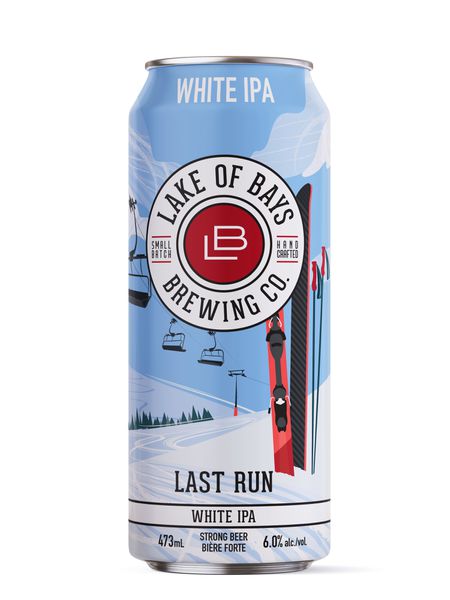 WHITE IPA
LAKE OF BAYS
SMALL BATCH
LB
HAND CRAFTED
BREWING CO.
LAST RUN
WHITE IPA
473mL
STRONG BEER
BIÈRE FORTE
6.0% alc./vol.